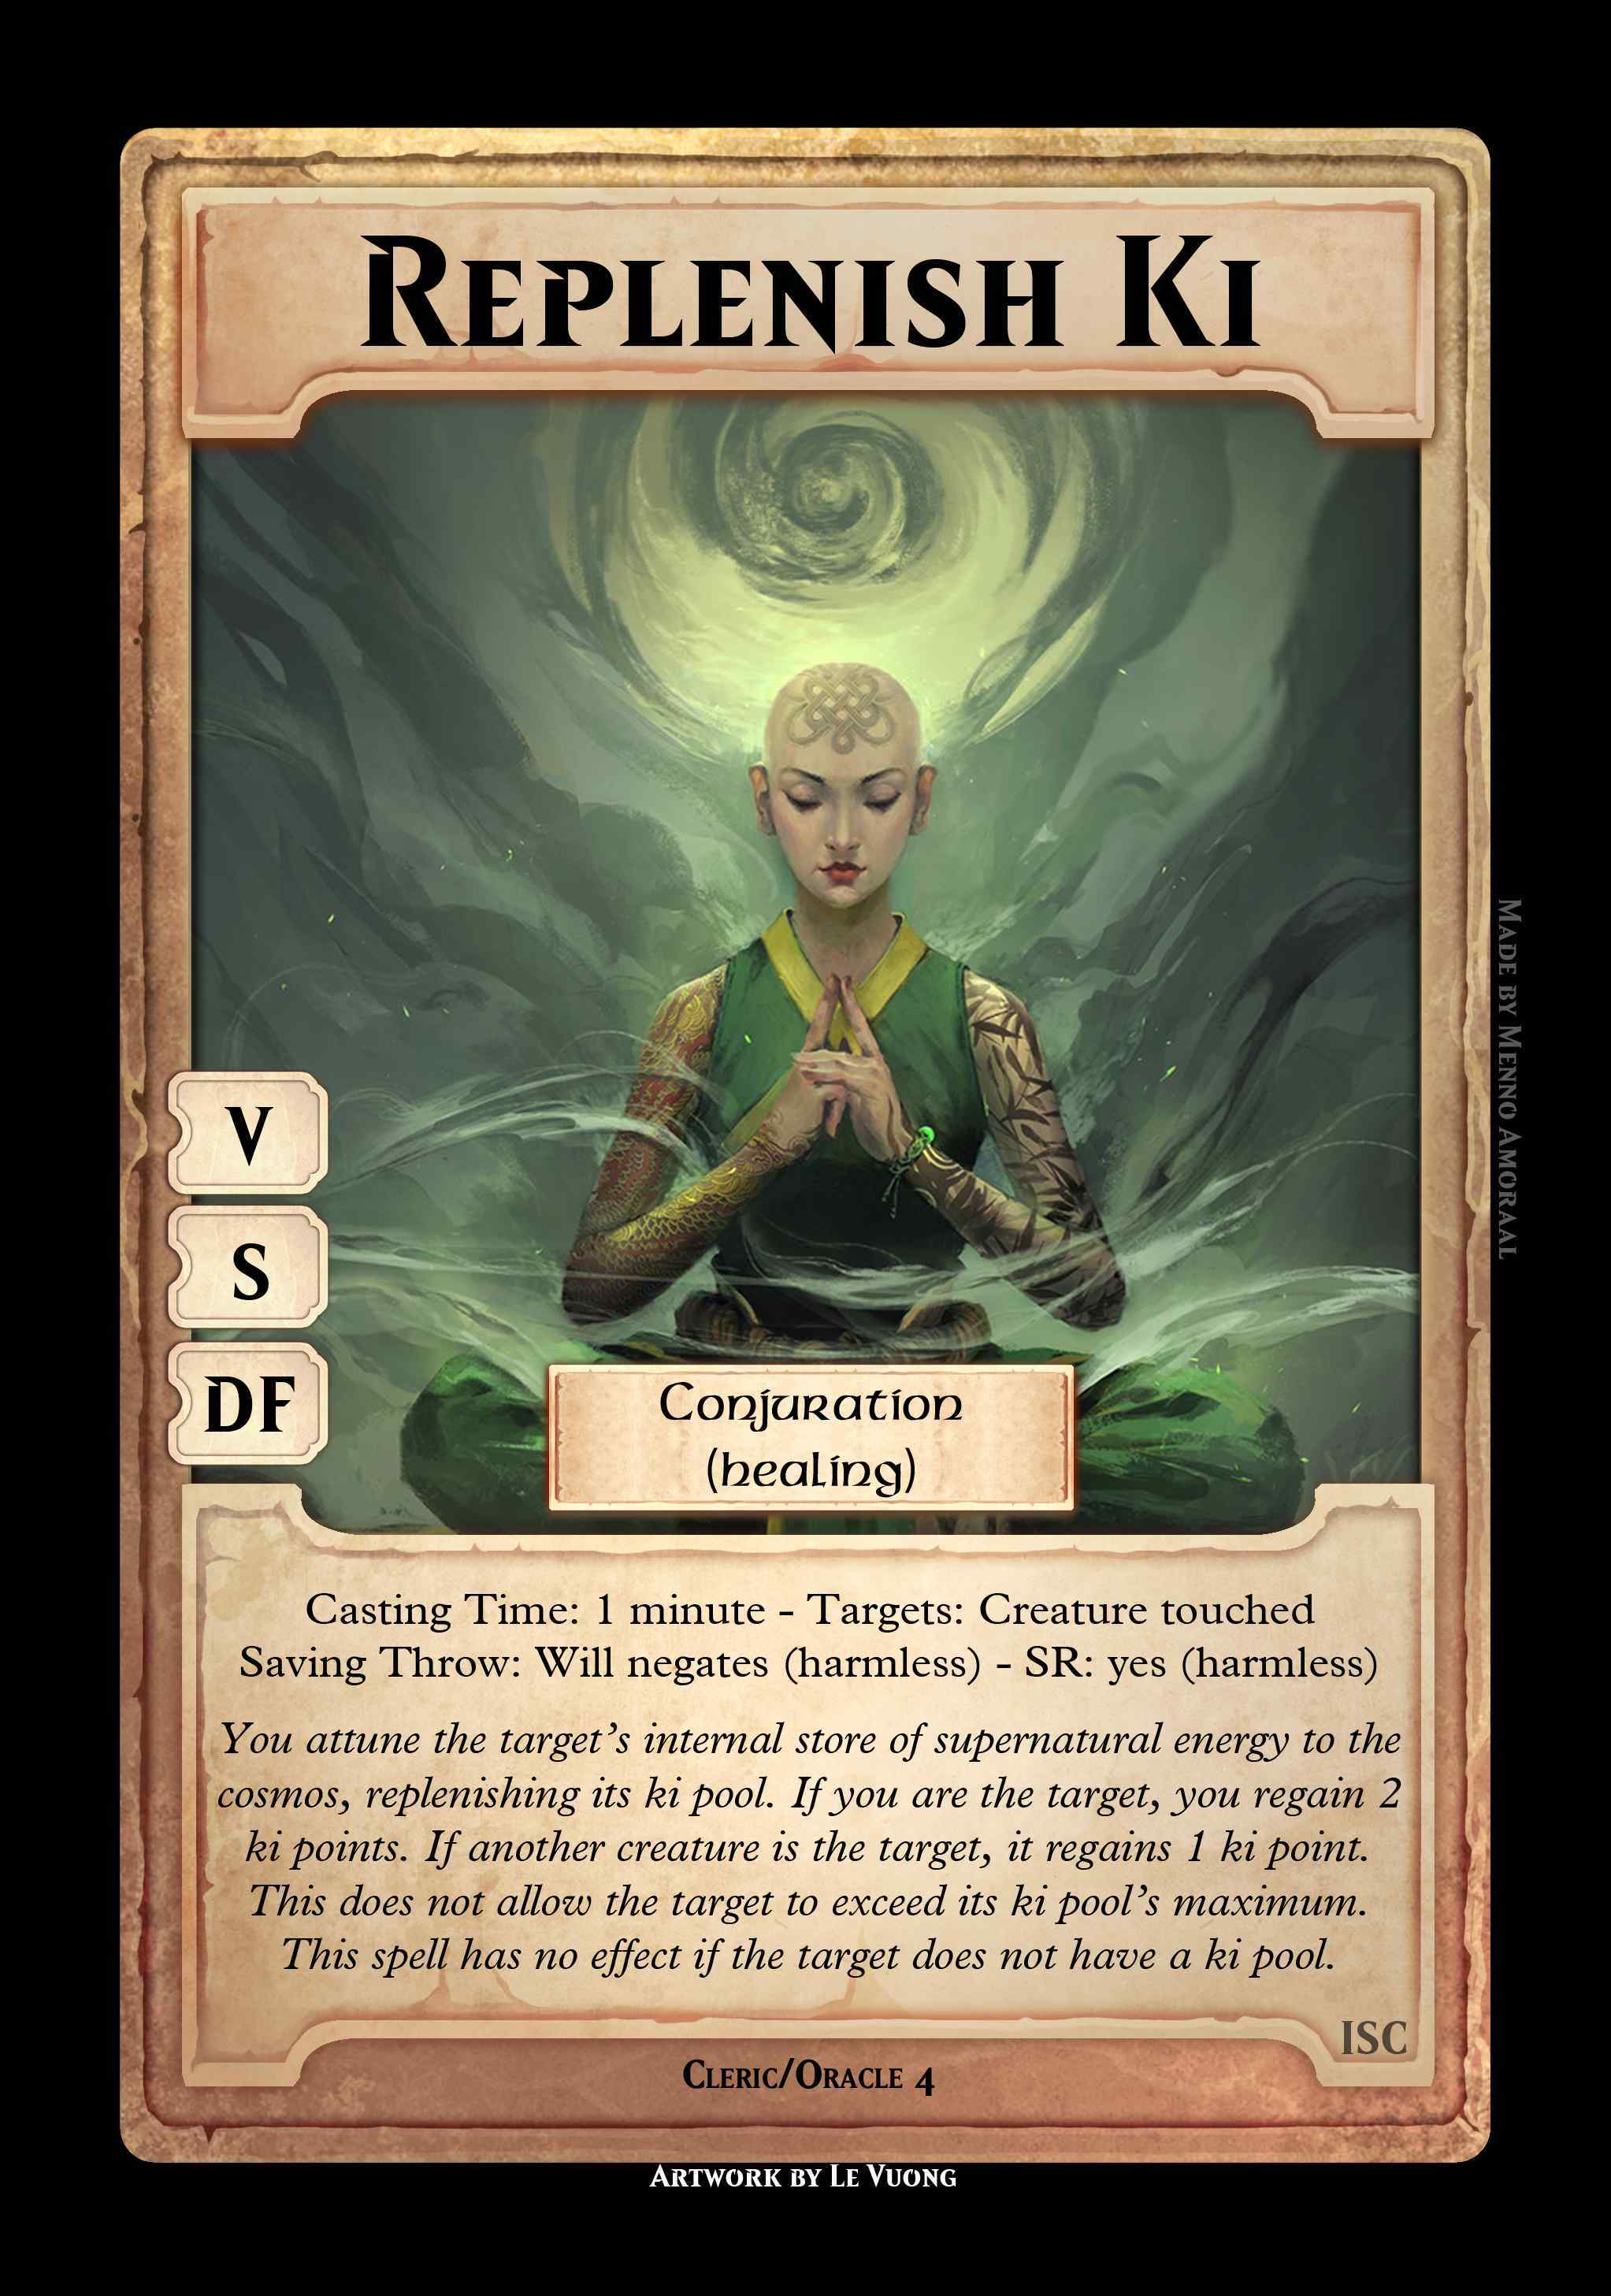 Replenish Ki
V
S
DF
Conjuration
(healing)
Casting Time: 1 minute - Targets: Creature touched
Saving Throw: Will negates (harmless) - SR: yes (harmless)
You attune the target’s internal store of supernatural energy to the
cosmos, replenishing its ki pool. If you are the target, you regain 2
ki points. If another creature is the target, it regains 1 ki point.
This does not allow the target to exceed its ki pool’s maximum.
This spell has no effect if the target does not have a ki pool.
ISC
Cleric/Oracle 4
Artwork by Le Vuong
Made by Menno Amoraal